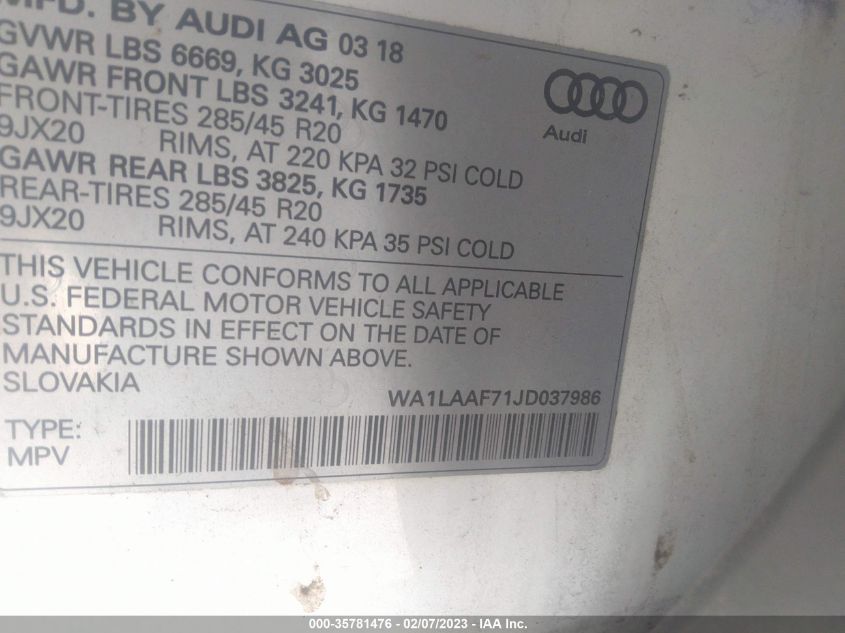 MFD. BY AUDI AG 03 18
GVWR LBS 6669, KG 3025
GAWR FRONT LBS 3241, KG 1470
FRONT-TIRES 285/45 R20
9JX20 RIMS, AT 220 KPA 32 PSI COLD
GAWR REAR LBS 3825, KG 1735
REAR-TIRES 285/45 R20
9JX20 RIMS, AT 240 KPA 35 PSI COLD
Audi
THIS VEHICLE CONFORMS TO ALL APPLICABLE
U.S. FEDERAL MOTOR VEHICLE SAFETY
STANDARDS IN EFFECT ON THE DATE OF
MANUFACTURE SHOWN ABOVE.
SLOVAKIA WA1LAAF71JD037986
TYPE:
MPV
000-35781476 - 02/07/2023 - IAAI.com